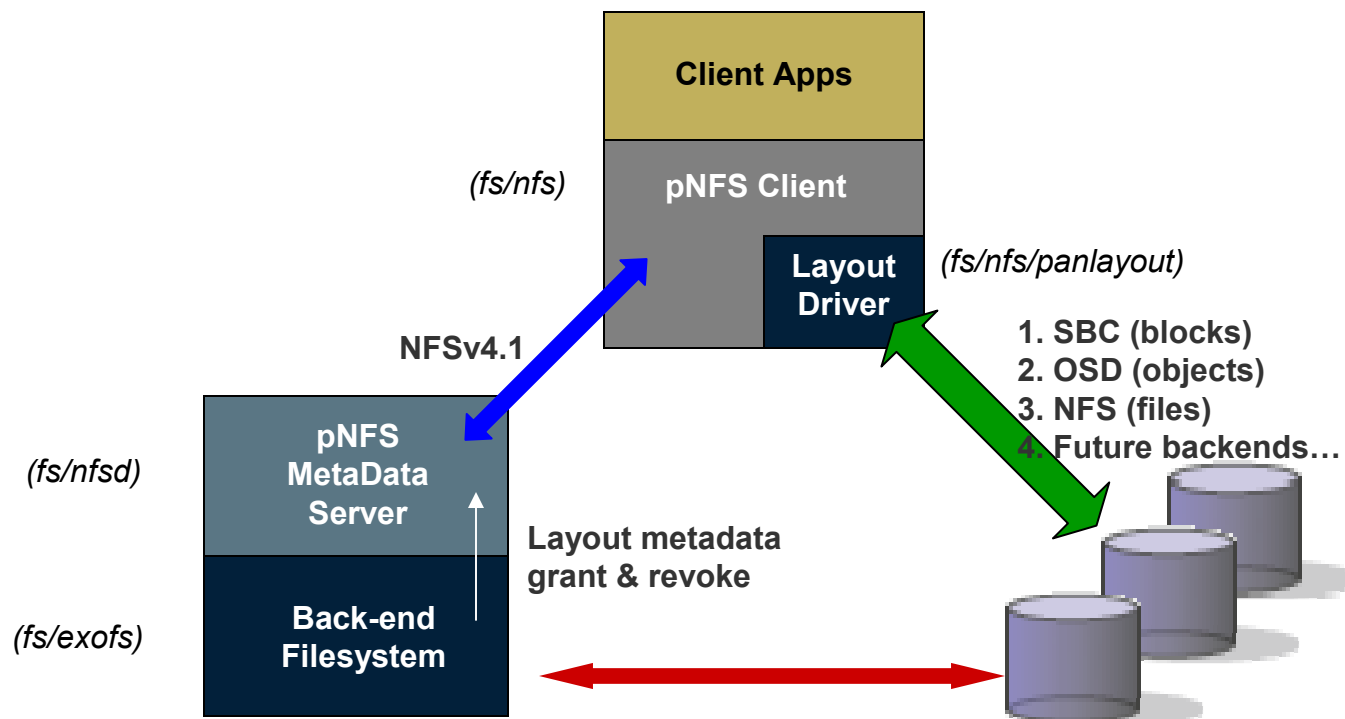 Client Apps
(fs/nfs)
pNFS Client
Layout
Driver
(fs/nfs/panlayout)
1. SBC (blocks)
2. OSD (objects)
3. NFS (files)
4. Future backends…
NFSv4.1
(fs/nfsd)
pNFS
MetaData
Server
Layout metadata
grant & revoke
(fs/exofs)
Back-end
Filesystem